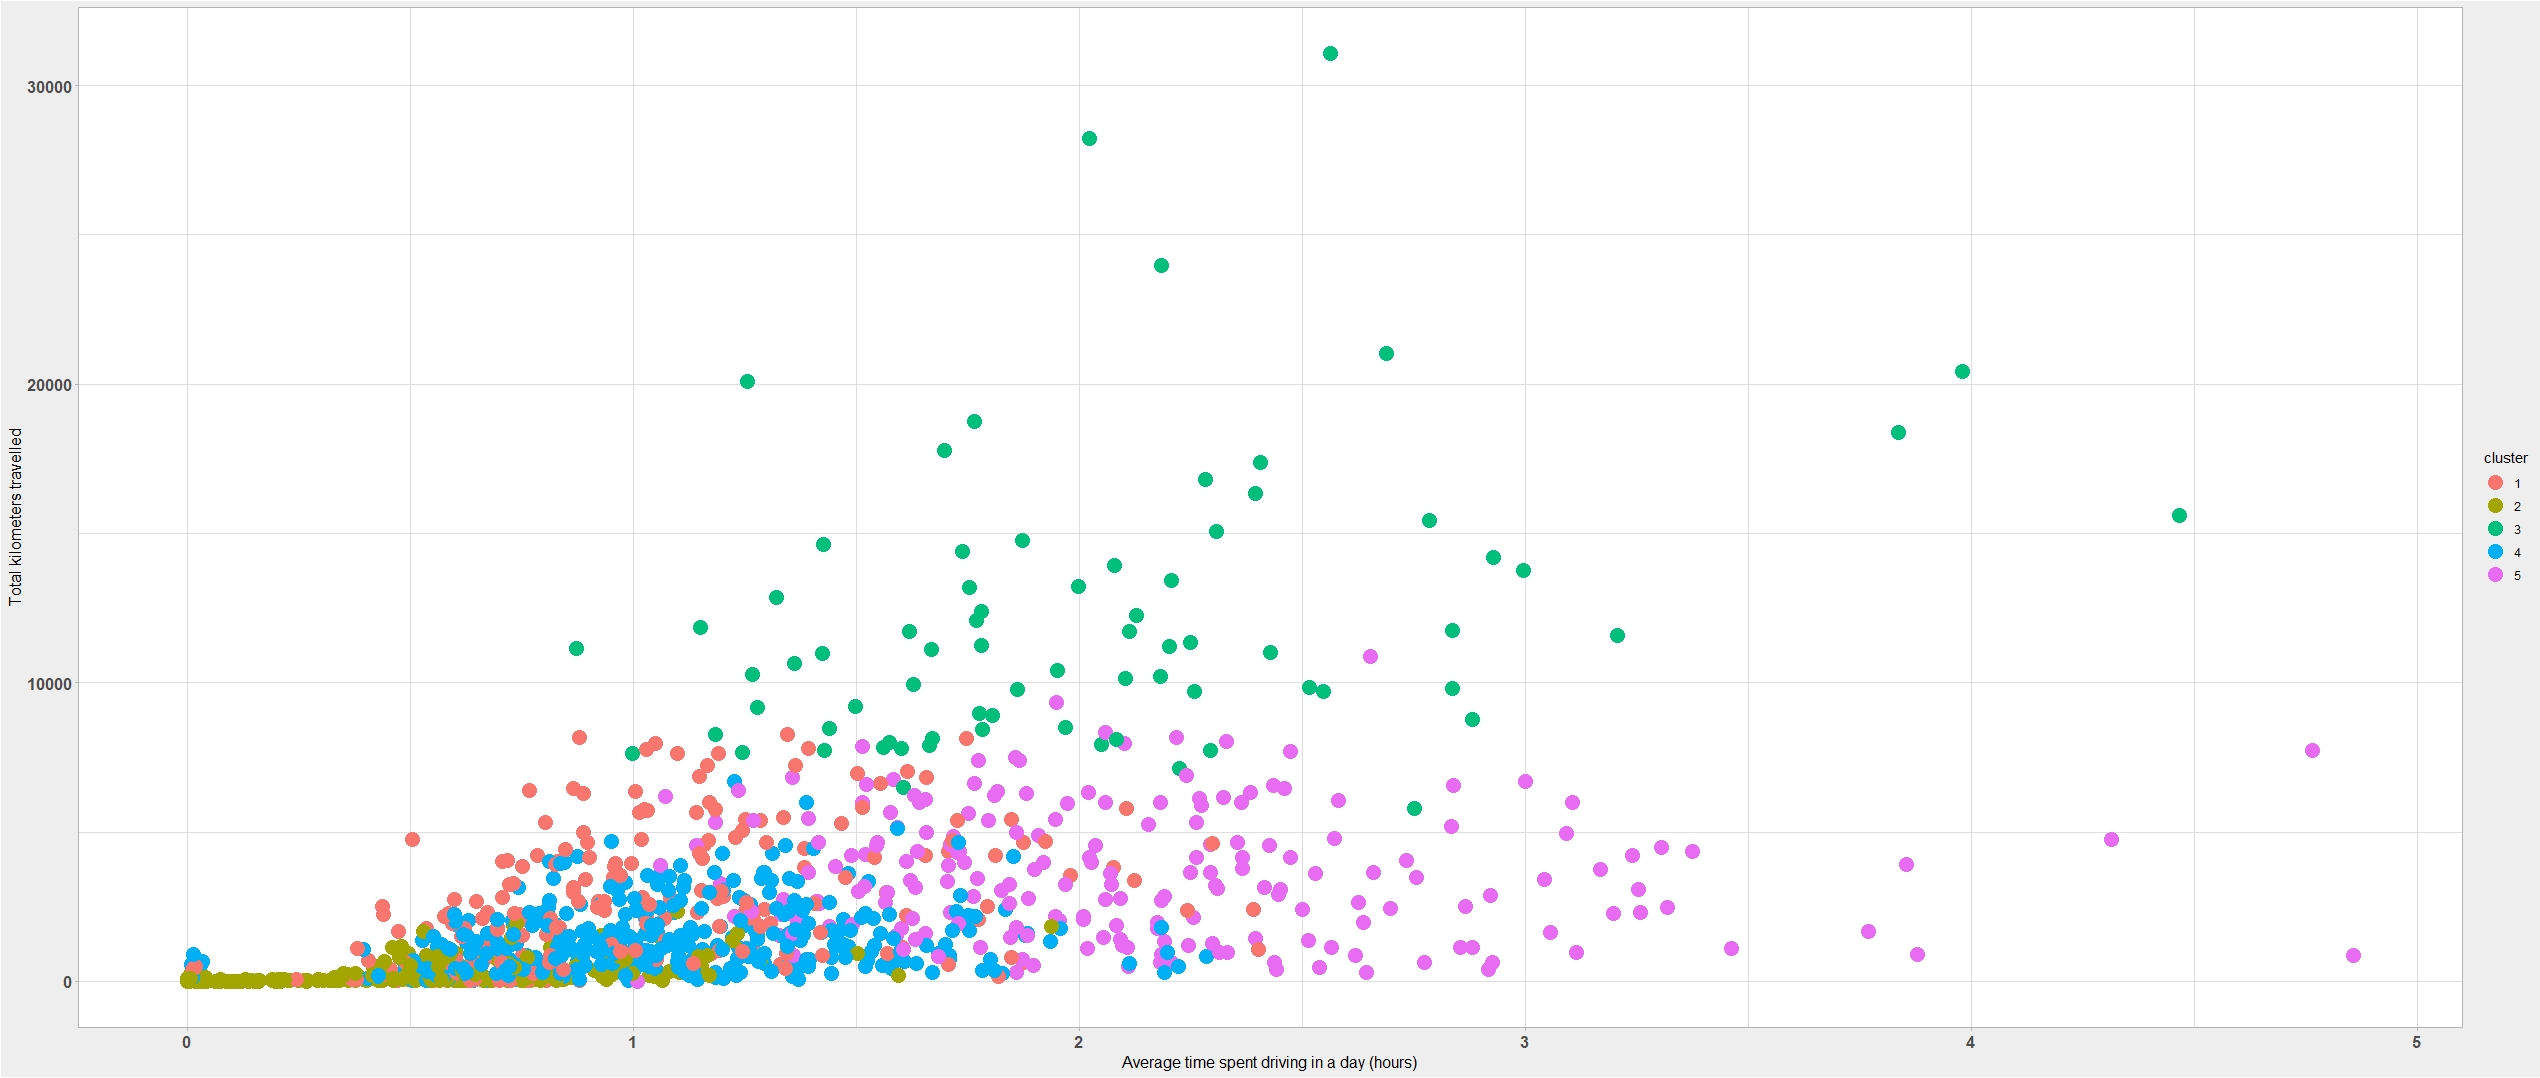 30000
20000
10000
0
Total kilometers travelled
0 1 2 3 4 5
Average time spent driving in a day (hours)
cluster
1
2
3
4
5